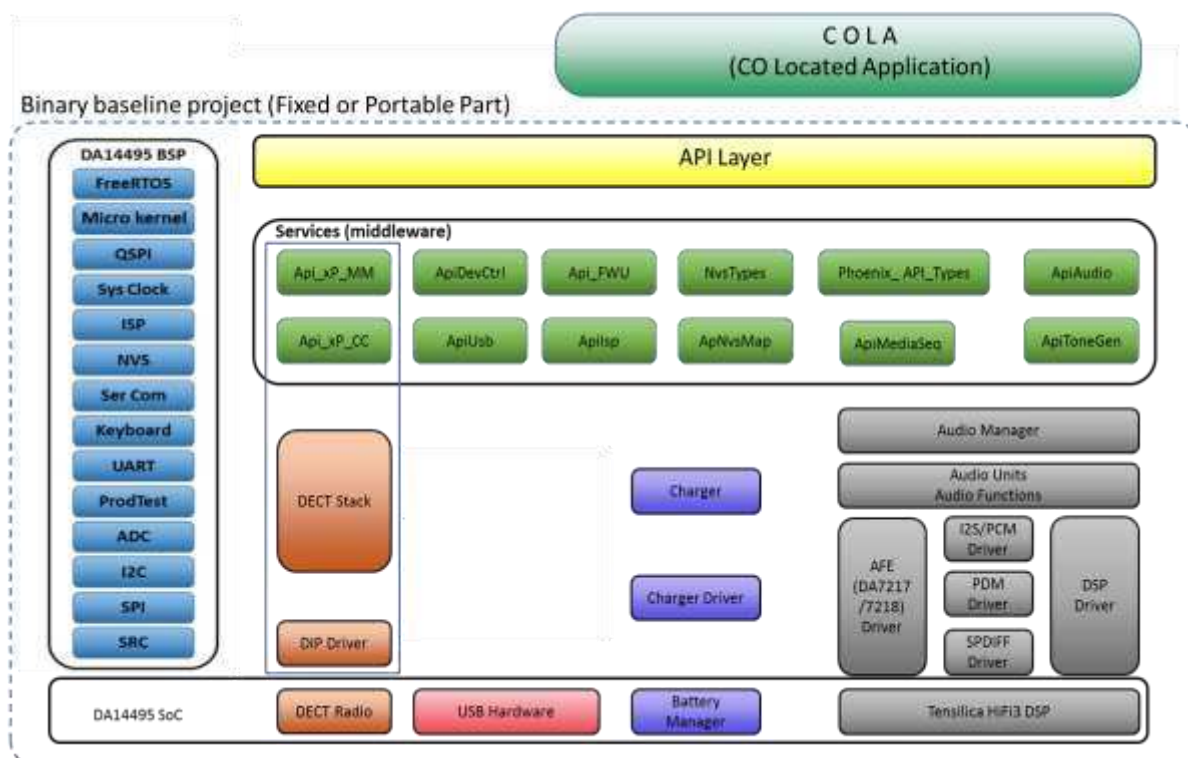 C O L A
(CO Located Application)
Binary baseline project (Fixed or Portable Part)
DA14495 BSP
FreeRTOS
Micro kernel
QSPI
Sys Clock
ISP
NVS
Ser Com
Keyboard
UART
ProdTest
ADC
I2C
SPI
SRC
API Layer
Services (middleware)
Api_xP_MM
ApiDevCtrl
Api_FWU
NvsTypes
Phoenix_ API_Types
ApiAudio
Api_xP_CC
ApiUsb
ApiIsp
ApNvsMap
ApiMediaSeq
ApiToneGen
DECT Stack
DIP Driver
Charger
Charger Driver
Audio Manager
Audio Units
Audio Functions
AFE
(DA7217
/7218)
Driver
I2S/PCM
Driver
PDM
Driver
SPDIFF
Driver
DSP
Driver
DA14495 SoC
DECT Radio
USB Hardware
Battery
Manager
Tensilica HiFi3 DSP